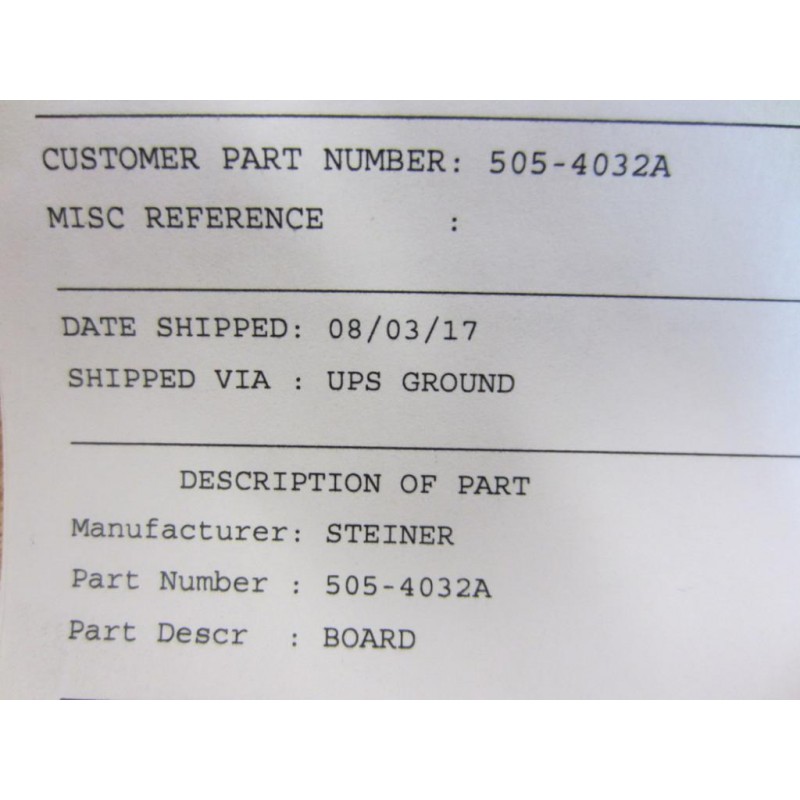 CUSTOMER PART NUMBER: 505-4032A
MISC REFERENCE :
DATE SHIPPED: 08/03/17
SHIPPED VIA : UPS GROUND
DESCRIPTION OF PART
Manufacturer: STEINER
Part Number : 505-4032A
Part Descr : BOARD